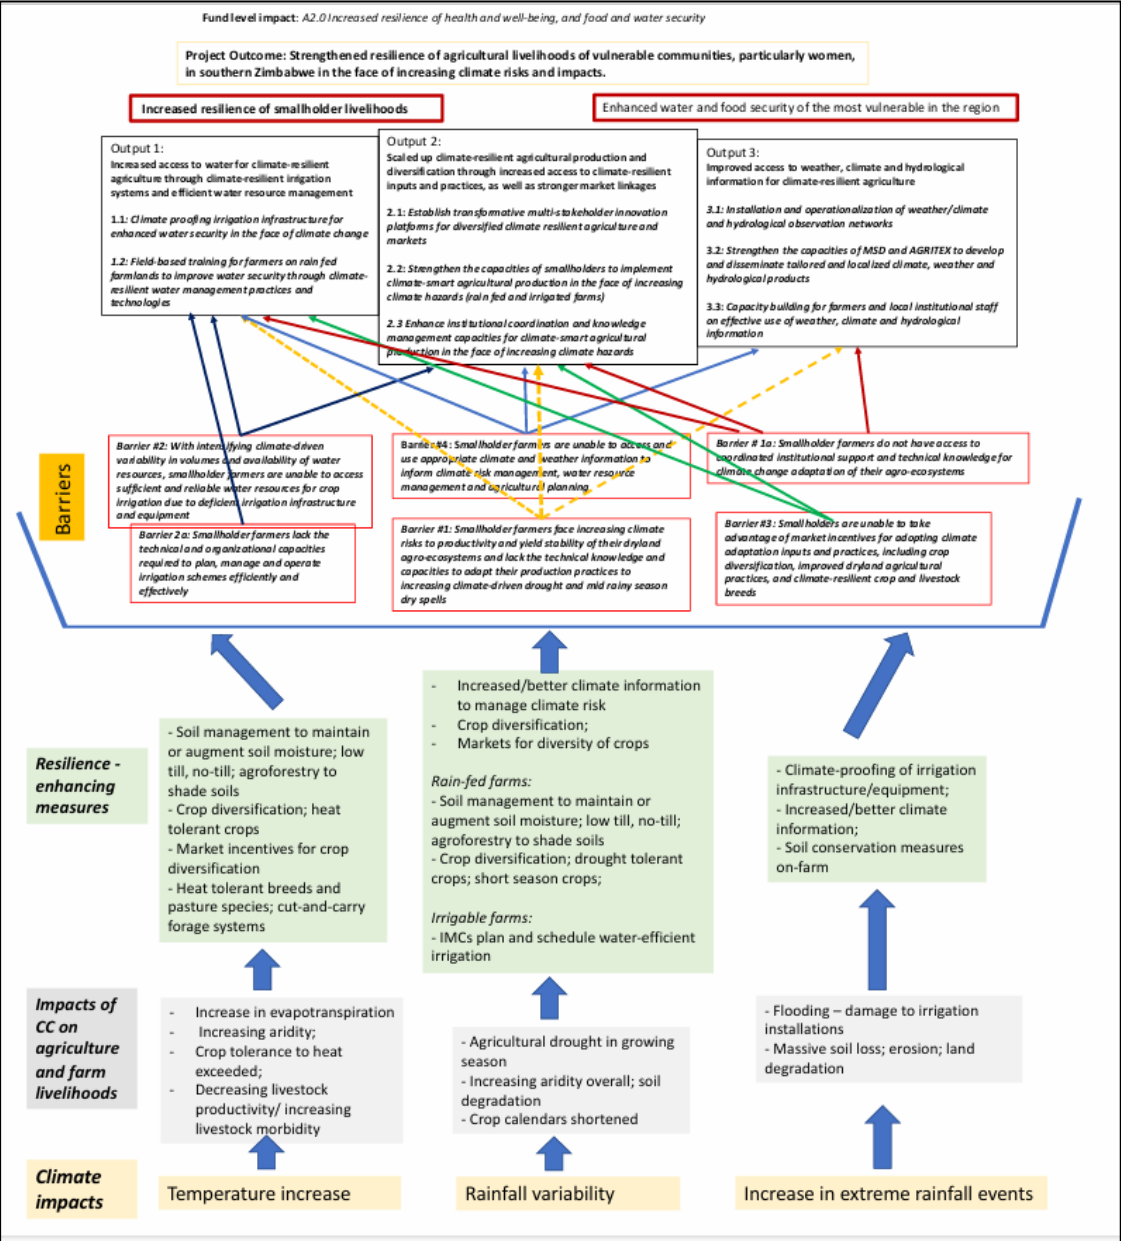 Fund level impact: A2.0 Increased resilience of health and well-being, and food and water security
Project Outcome: Strengthened resilience of agricultural livelihoods of vulnerable communities, particularly women,
in southern Zimbabwe in the face of increasing climate risks and impacts.
Increased resilience of smallholder livelihoods
Enhanced water and food security of the most vulnerable in the region
Output 1:
Increased access to water for climate-resilient
agriculture through climate-resilient irrigation
systems and efficient water resource management
1.1: Climate proofing irrigation infrastructure for
enhanced water security in the face of climate change
1.2: Field-based training for farmers on rain fed
farmlands to improve water security through climate-
resilient water management practices and
technologies
Output 2:
Scaled up climate-resilient agricultural production and
diversification through increased access to climate-resilient
inputs and practices, as well as stronger market linkages
2.1: Establish transformative multi-stakeholder innovation
platforms for diversified climate resilient agriculture and
markets
2.2: Strengthen the capacities of smallholders to implement
climate-smart agricultural production in the face of increasing
climate hazards (rain fed and irrigated farms)
2.3 Enhance institutional coordination and knowledge
management capacities for climate-smart agricultural
production in the face of increasing climate hazards
Output 3:
Improved access to weather, climate and hydrological
information for climate-resilient agriculture
3.1: Installation and operationalization of weather/climate
and hydrological observation networks
3.2: Strengthen the capacities of MSD and AGRITEX to develop
and disseminate tailored and localized climate, weather and
hydrological products
3.3: Capacity building for farmers and local institutional staff
on effective use of weather, climate and hydrological
information
Barriers
Barrier #2: With intensifying climate-driven
variability in volumes and availability of water
resources, smallholder farmers are unable to access
sufficient and reliable water resources for crop
irrigation due to deficient irrigation infrastructure
and equipment
Barrier 2a: Smallholder farmers lack the
technical and organizational capacities
required to plan, manage and operate
irrigation schemes efficiently and
effectively
Barrier #4: Smallholder farmers are unable to access and
use appropriate climate and weather information to
inform climate risk management, water resource
management and agricultural planning
Barrier #1: Smallholder farmers face increasing climate
risks to productivity and yield stability of their dryland
agro-ecosystems and lack the technical knowledge and
capacities to adapt their production practices to
increasing climate-driven drought and mid rainy season
dry spells
Barrier # 1a: Smallholder farmers do not have access to
coordinated institutional support and technical knowledge for
climate change adaptation of their agro-ecosystems
Barrier #3: Smallholders are unable to take
advantage of market incentives for adopting climate
adaptation inputs and practices, including crop
diversification, improved dryland agricultural
practices, and climate-resilient crop and livestock
breeds
Resilience -
enhancing
measures
- Soil management to maintain
or augment soil moisture; low
till, no-till; agroforestry to
shade soils
- Crop diversification; heat
tolerant crops
- Market incentives for crop
diversification
- Heat tolerant breeds and
pasture species; cut-and-carry
forage systems
- Increased/better climate information
to manage climate risk
- Crop diversification;
- Markets for diversity of crops
Rain-fed farms:
- Soil management to maintain or
augment soil moisture; low till, no-till;
agroforestry to shade soils
- Crop diversification; drought tolerant
crops; short season crops;
Irrigable farms:
- IMCs plan and schedule water-efficient
irrigation
- Climate-proofing of irrigation
infrastructure/equipment;
- Increased/better climate
information;
- Soil conservation measures
on-farm
Impacts of
CC on
agriculture
and farm
livelihoods
- Increase in evapotranspiration
- Increasing aridity;
- Crop tolerance to heat
exceeded;
- Decreasing livestock
productivity/ increasing
livestock morbidity
- Agricultural drought in growing
season
- Increasing aridity overall; soil
degradation
- Crop calendars shortened
- Flooding – damage to irrigation
installations
- Massive soil loss; erosion; land
degradation
Climate
impacts
Temperature increase
Rainfall variability
Increase in extreme rainfall events